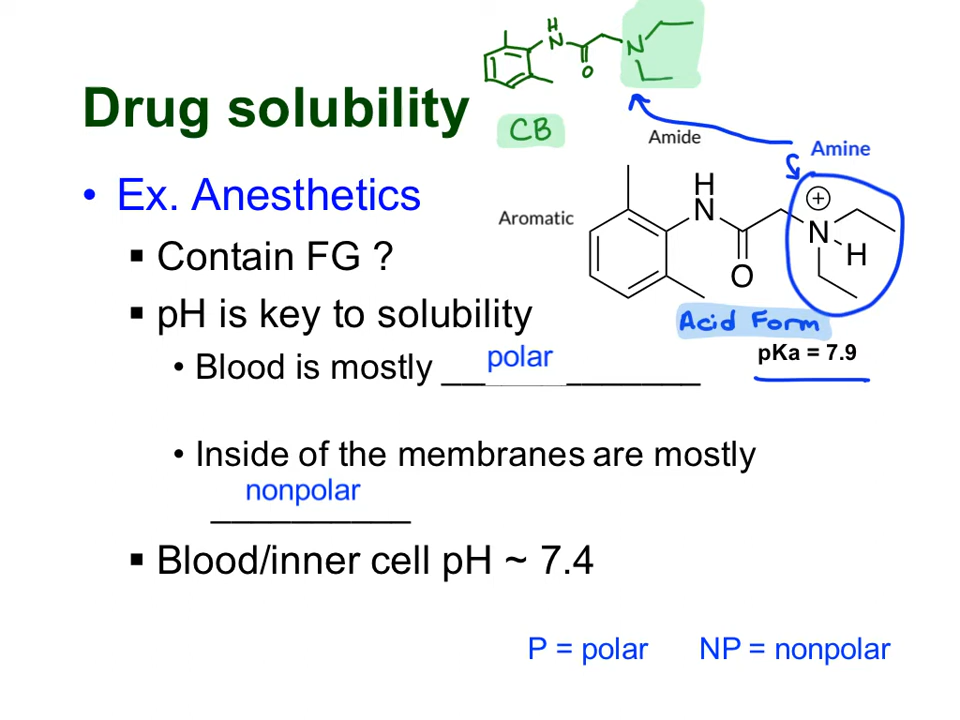 H
N
N
O
Drug solubility
CB
Amide
Amine
• Ex. Anesthetics
H
N
+
N
H
O
Aromatic
▪ Contain FG ?
▪ pH is key to solubility
Acid Form
pKa = 7.9
• Blood is mostly __polar______
• Inside of the membranes are mostly
nonpolar
▪ Blood/inner cell pH ~ 7.4
P = polar NP = nonpolar